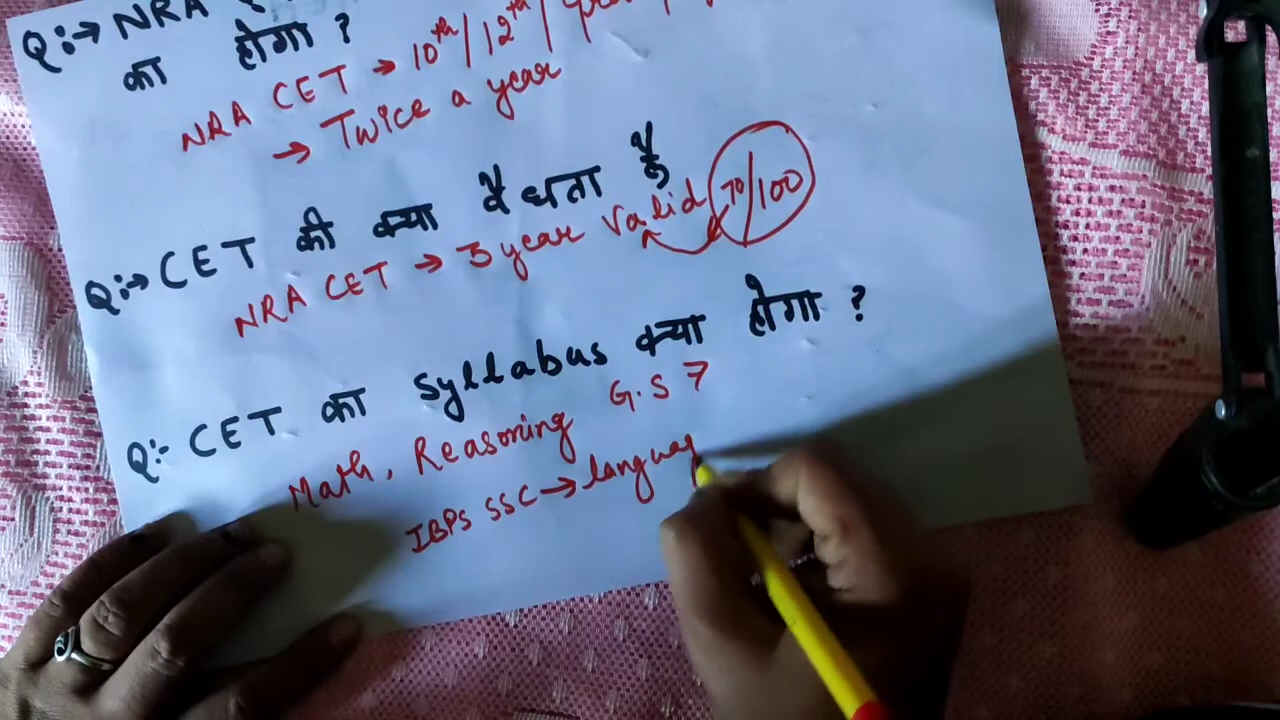 Q:→ NRA
का होगा ?
NRA CET → 10th/12th/
→ Twice a year
Q:→ CET की क्या वैधता है
NRA CET → 3 year Valid 70/100
Q:- CET का Syllabus क्या होगा ?
Math, Reasoning G.S 7
IBPS SSC → languag